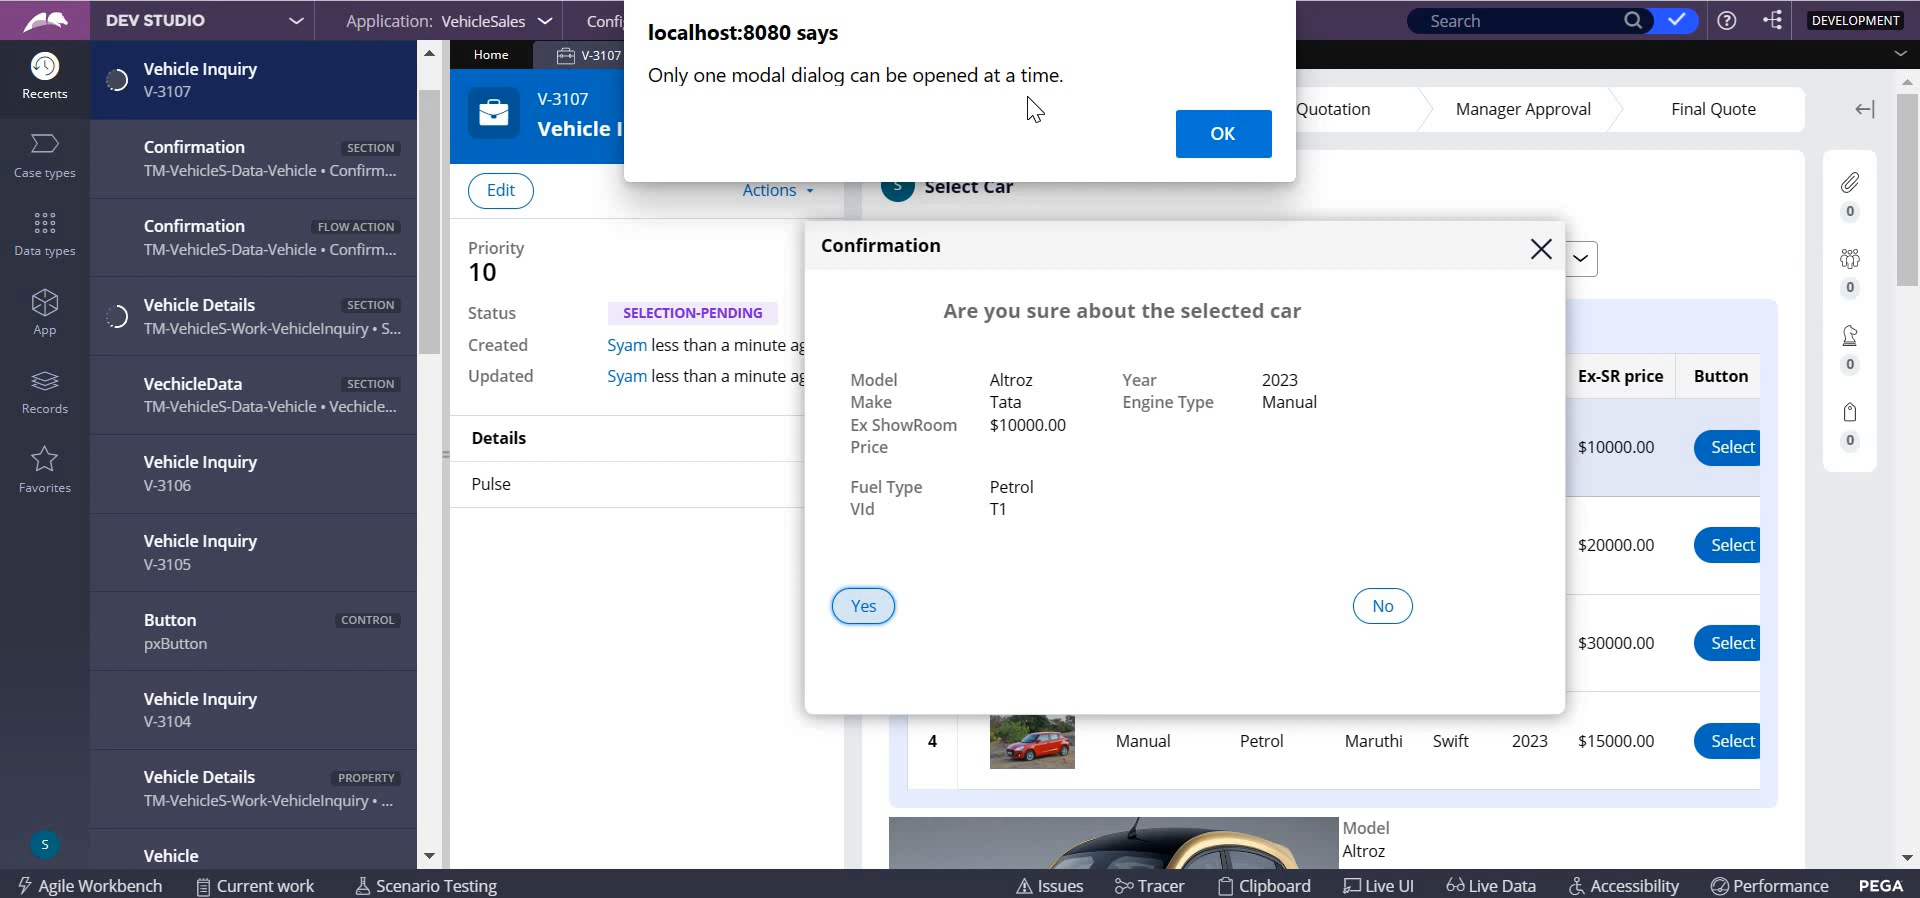 DEV STUDIO
Application: VehicleSales
Confi
Search
DEVELOPMENT
localhost:8080 says
Only one modal dialog can be opened at a time.
OK
Recents
Case types
Data types
App
Records
Favorites
S
Vehicle Inquiry
V-3107
Confirmation
SECTION
TM-VehicleS-Data-Vehicle • Confirm...
Confirmation
FLOW ACTION
TM-VehicleS-Data-Vehicle • Confirm...
Vehicle Details
SECTION
TM-VehicleS-Work-VehicleInquiry • S...
VechicleData
SECTION
TM-VehicleS-Data-Vehicle • Vechicle...
Vehicle Inquiry
V-3106
Vehicle Inquiry
V-3105
Button
CONTROL
pxButton
Vehicle Inquiry
V-3104
Vehicle Details
PROPERTY
TM-VehicleS-Work-VehicleInquiry • ...
Vehicle
Home
V-3107
V-3107
Vehicle I
Quotation
Manager Approval
Final Quote
Edit
Actions
S
Select Car
Priority
10
Status
SELECTION-PENDING
Created
Syam less than a minute ag
Updated
Syam less than a minute ag
Details
Pulse
Confirmation
Are you sure about the selected car
Model Altroz
Year 2023
Make Tata
Engine Type Manual
Ex ShowRoom $10000.00
Price
Fuel Type Petrol
VId T1
Yes
No
Ex-SR price
Button
$10000.00
Select
$20000.00
Select
$30000.00
Select
4 Manual Petrol Maruthi Swift 2023 $15000.00 Select
Model
Altroz
0
0
0
0
Agile Workbench
Current work
Scenario Testing
Issues
Tracer
Clipboard
Live UI
Live Data
Accessibility
Performance
PEGA